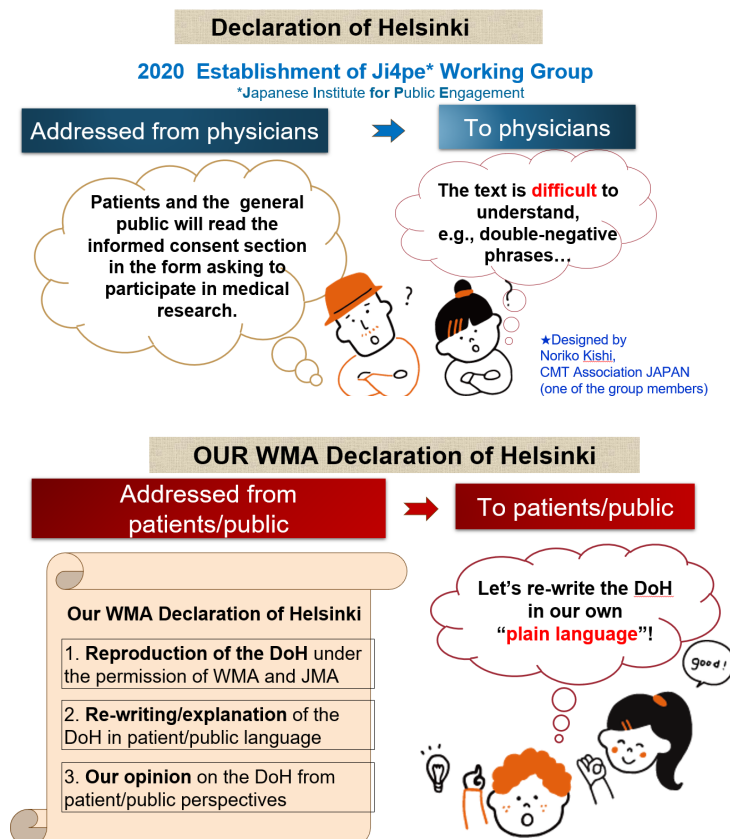 Declaration of Helsinki
2020 Establishment of Ji4pe* Working Group
*Japanese Institute for Public Engagement
Addressed from physicians
To physicians
Patients and the general
public will read the
informed consent section
in the form asking to
participate in medical
research.
The text is difficult to
understand,
e.g., double-negative
phrases…
?
?
★Designed by
Noriko Kishi,
CMT Association JAPAN
(one of the group members)
OUR WMA Declaration of Helsinki
Addressed from
patients/public
To patients/public
Our WMA Declaration of Helsinki
1. Reproduction of the DoH under
the permission of WMA and JMA
2. Re-writing/explanation of the
DoH in patient/public language
3. Our opinion on the DoH from
patient/public perspectives
Let's re-write the DoH
in our own
“plain language”!
good!